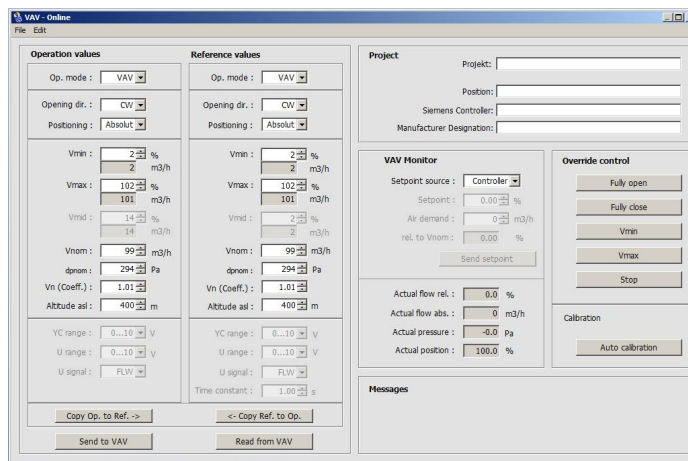 VAV - Online
File Edit
Operation values
Op. mode : VAV
Opening dir. : CW
Positioning : Absolut
Vmin : 2 %
2 m3/h
Vmax : 102 %
101 m3/h
Vmid : 14 %
14 m3/h
Vnom : 99 m3/h
dpnom : 294 Pa
Vn (Coeff.) : 1.01
Altitude asl : 400 m
YC range : 0...10 V
U range : 0...10 V
U signal : FLW
Copy Op. to Ref. ->
Send to VAV
Reference values
Op. mode : VAV
Opening dir. : CW
Positioning : Absolut
Vmin : 2 %
2 m3/h
Vmax : 102 %
101 m3/h
Vmid : 2 %
2 m3/h
Vnom : 99 m3/h
dpnom : 294 Pa
Vn (Coeff.) : 1.01
Altitude asl : 400 m
YC range : 0...10 V
U range : 0...10 V
U signal : FLW
Time constant : 1.00 s
<- Copy Ref. to Op.
Read from VAV
Project
Projekt:
Position:
Siemens Controller:
Manufacturer Designation:
VAV Monitor
Setpoint source : Controller
Setpoint : 0.00 %
Air demand : 0 m3/h
rel. to Vnom : 0.00 %
Send setpoint
Actual flow rel. : 0.0 %
Actual flow abs. : 0 m3/h
Actual pressure : -0.0 Pa
Actual position : 100.0 %
Override control
Fully open
Fully close
Vmin
Vmax
Stop
Calibration
Auto calibration
Messages